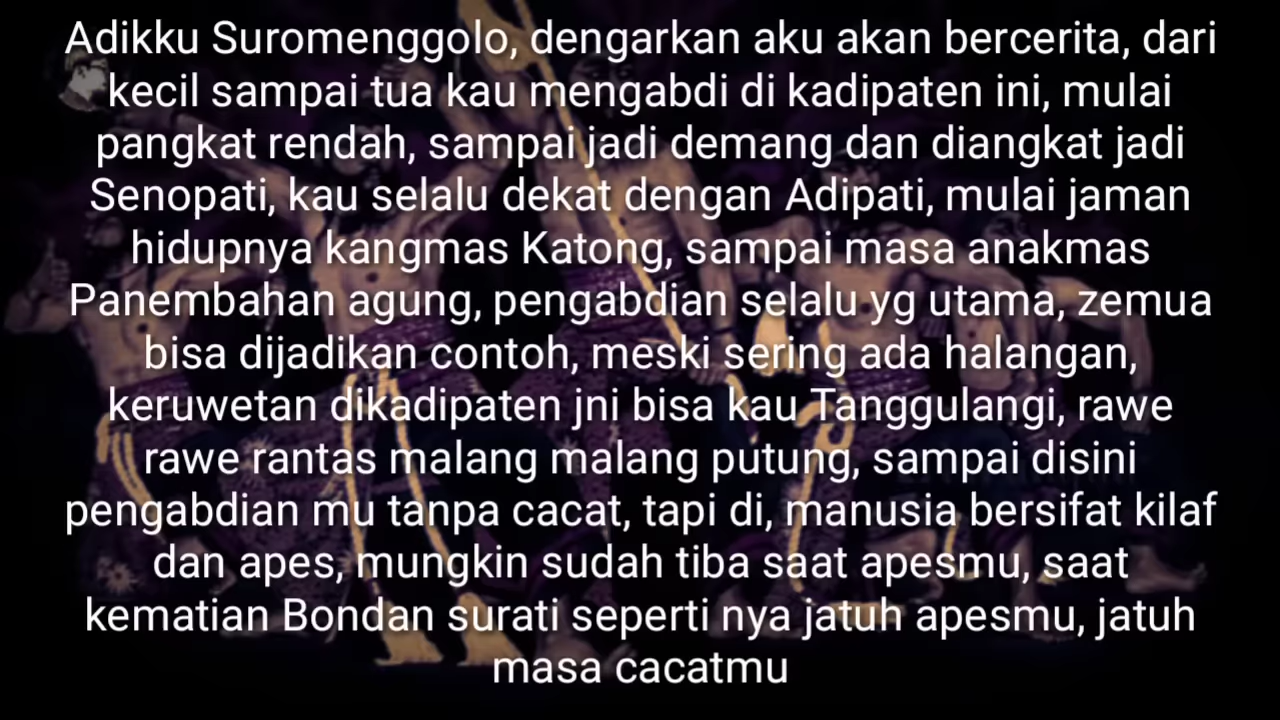 Adikku Suromenggolo, dengarkan aku akan bercerita, dari
kecil sampai tua kau mengabdi di kadipaten ini, mulai
pangkat rendah, sampai jadi demang dan diangkat jadi
Senopati, kau selalu dekat dengan Adipati, mulai jaman
hidupnya kangmas Katong, sampai masa anakmas
Panembahan agung, pengabdian selalu yg utama, zemua
bisa dijadikan contoh, meski sering ada halangan,
keruwetan dikadipaten jni bisa kau Tanggulangi, rawe
rawe rantas malang malang putung, sampai disini
pengabdian mu tanpa cacat, tapi di, manusia bersifat kilaf
dan apes, mungkin sudah tiba saat apesmu, saat
kematian Bondan surati seperti nya jatuh apesmu, jatuh
masa cacatmu